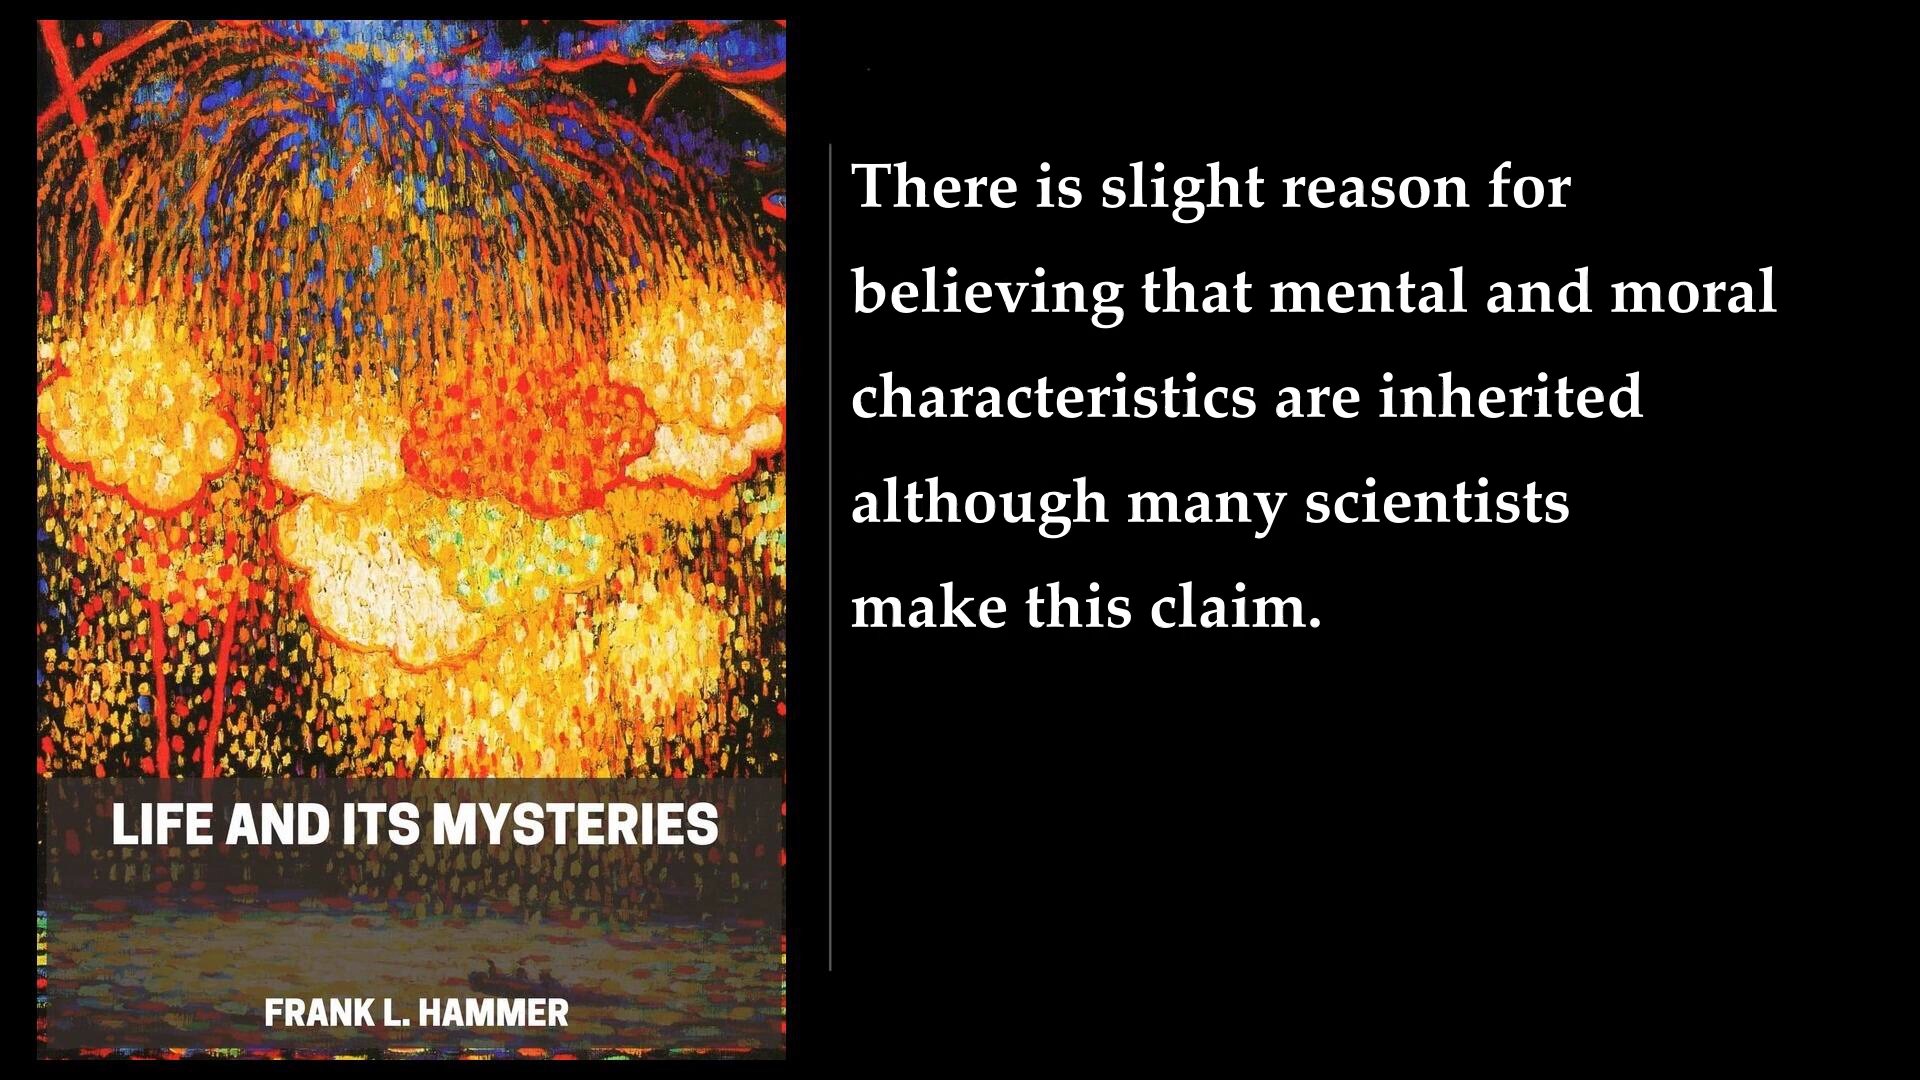 LIFE AND ITS MYSTERIES
FRANK L. HAMMER
There is slight reason for
believing that mental and moral
characteristics are inherited
although many scientists
make this claim.